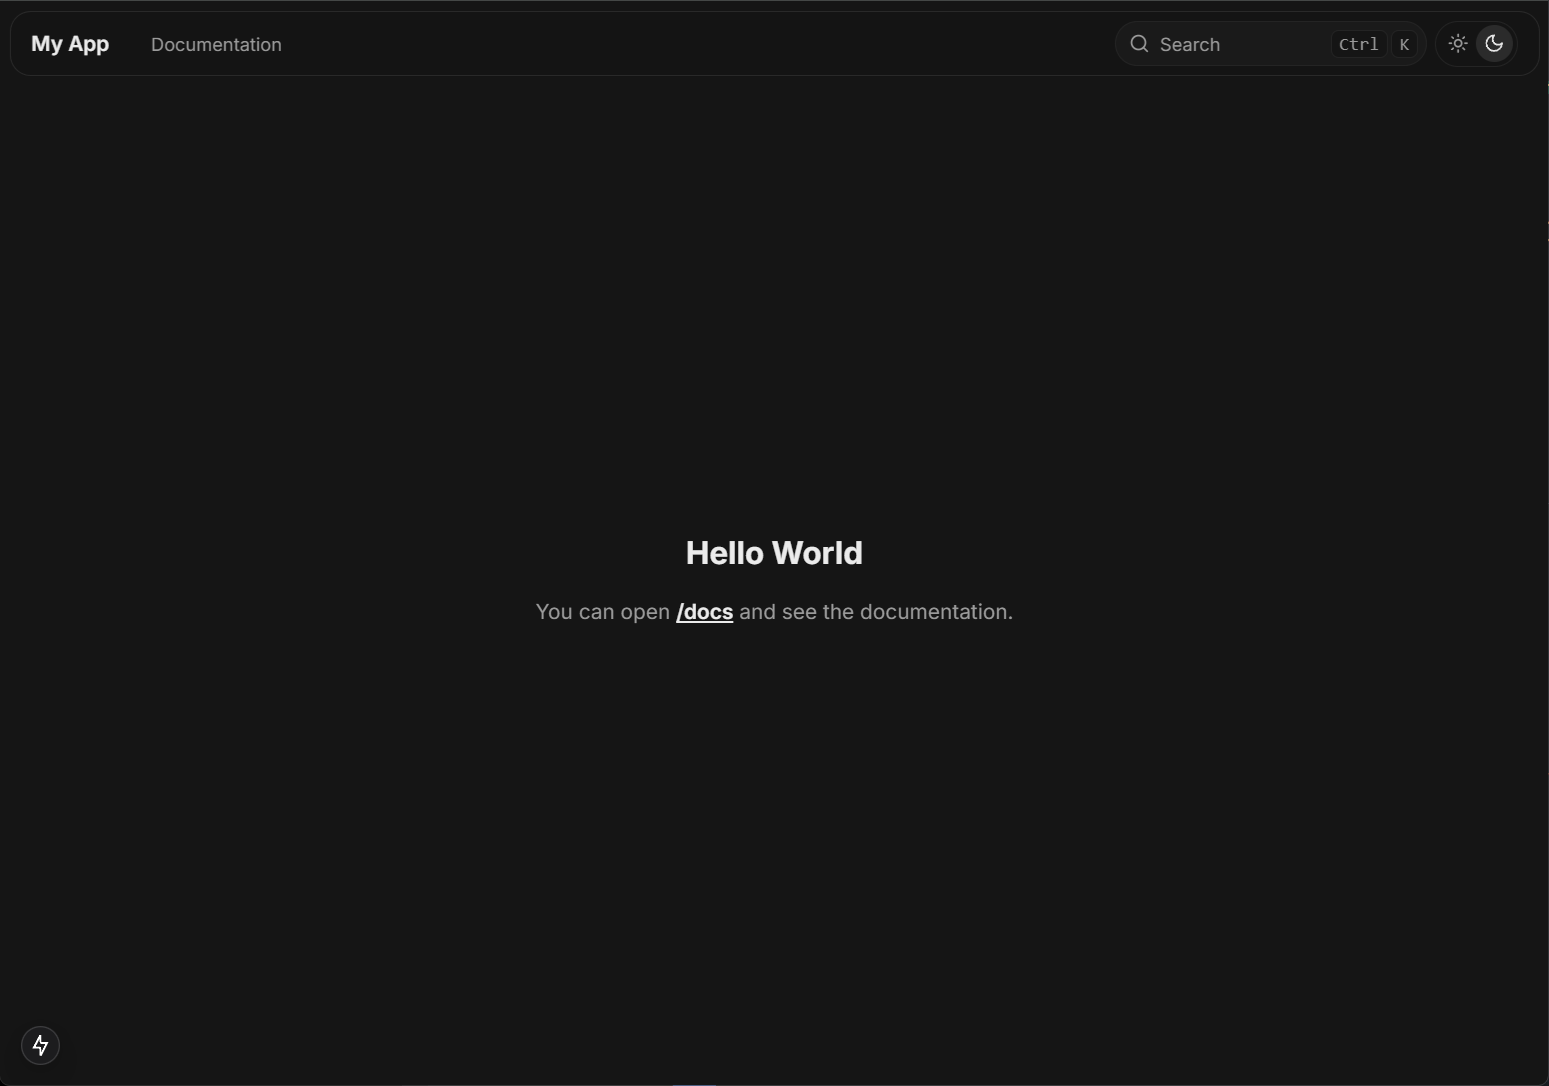 My App
Documentation
Search
Ctrl K
Hello World
You can open /docs and see the documentation.